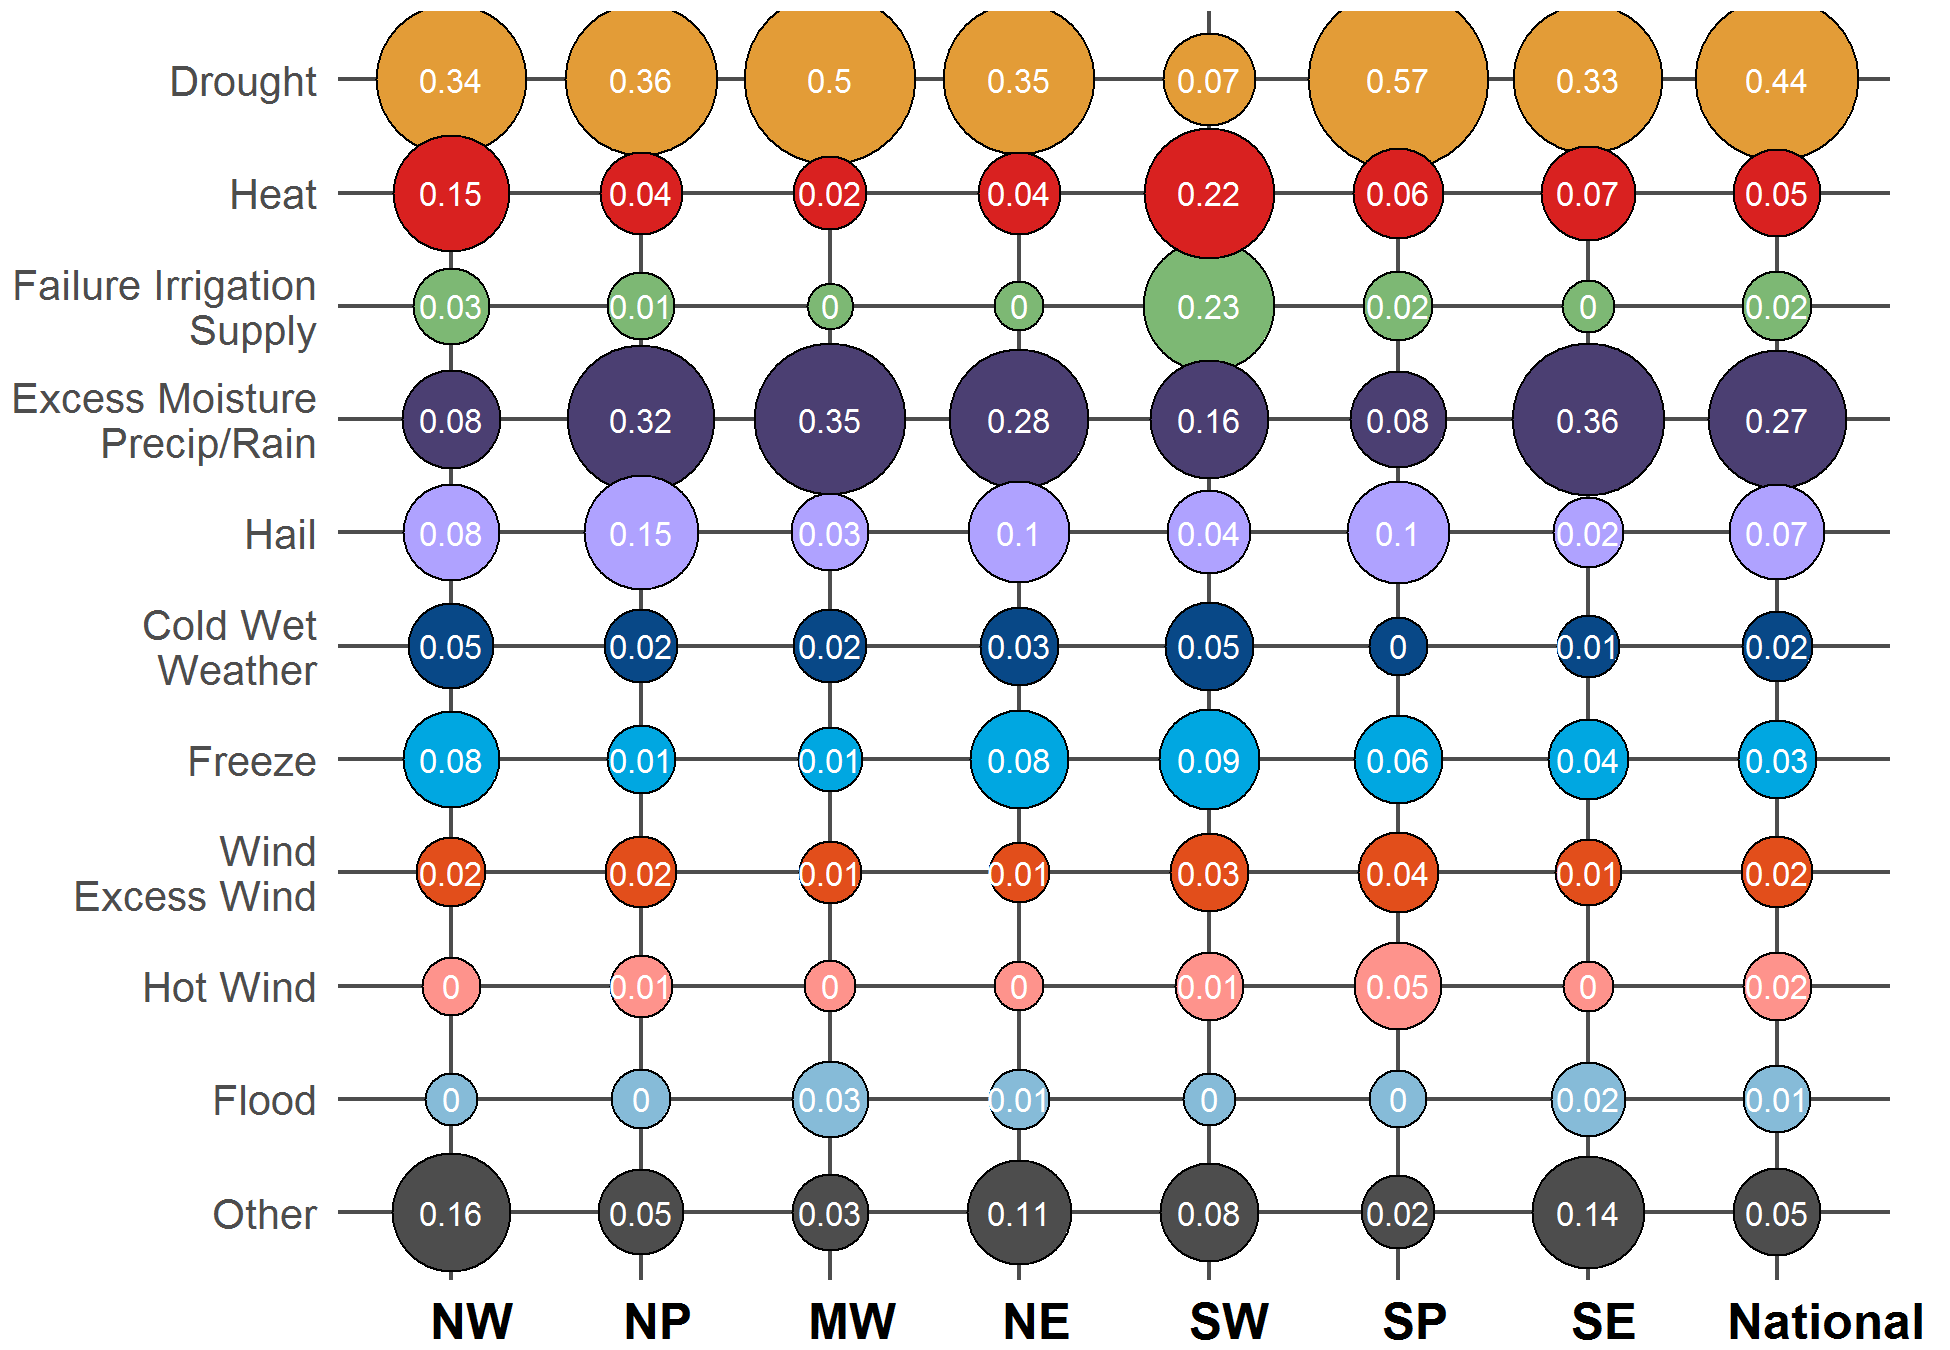 Drought 0.34 0.36 0.5 0.35 0.07 0.57 0.33 0.44
Heat 0.15 0.04 0.02 0.04 0.22 0.06 0.07 0.05
Failure Irrigation
Supply 0.03 0.01 0 0 0.23 0.02 0 0.02
Excess Moisture
Precip/Rain 0.08 0.32 0.35 0.28 0.16 0.08 0.36 0.27
Hail 0.08 0.15 0.03 0.1 0.04 0.1 0.02 0.07
Cold Wet
Weather 0.05 0.02 0.02 0.03 0.05 0 0.01 0.02
Freeze 0.08 0.01 0.01 0.08 0.09 0.06 0.04 0.03
Wind
Excess Wind 0.02 0.02 0.01 0.01 0.03 0.04 0.01 0.02
Hot Wind 0 0.01 0 0 0.01 0.05 0 0.02
Flood 0 0 0.03 0.01 0 0 0.02 0.01
Other 0.16 0.05 0.03 0.11 0.08 0.02 0.14 0.05
NW NP MW NE SW SP SE National